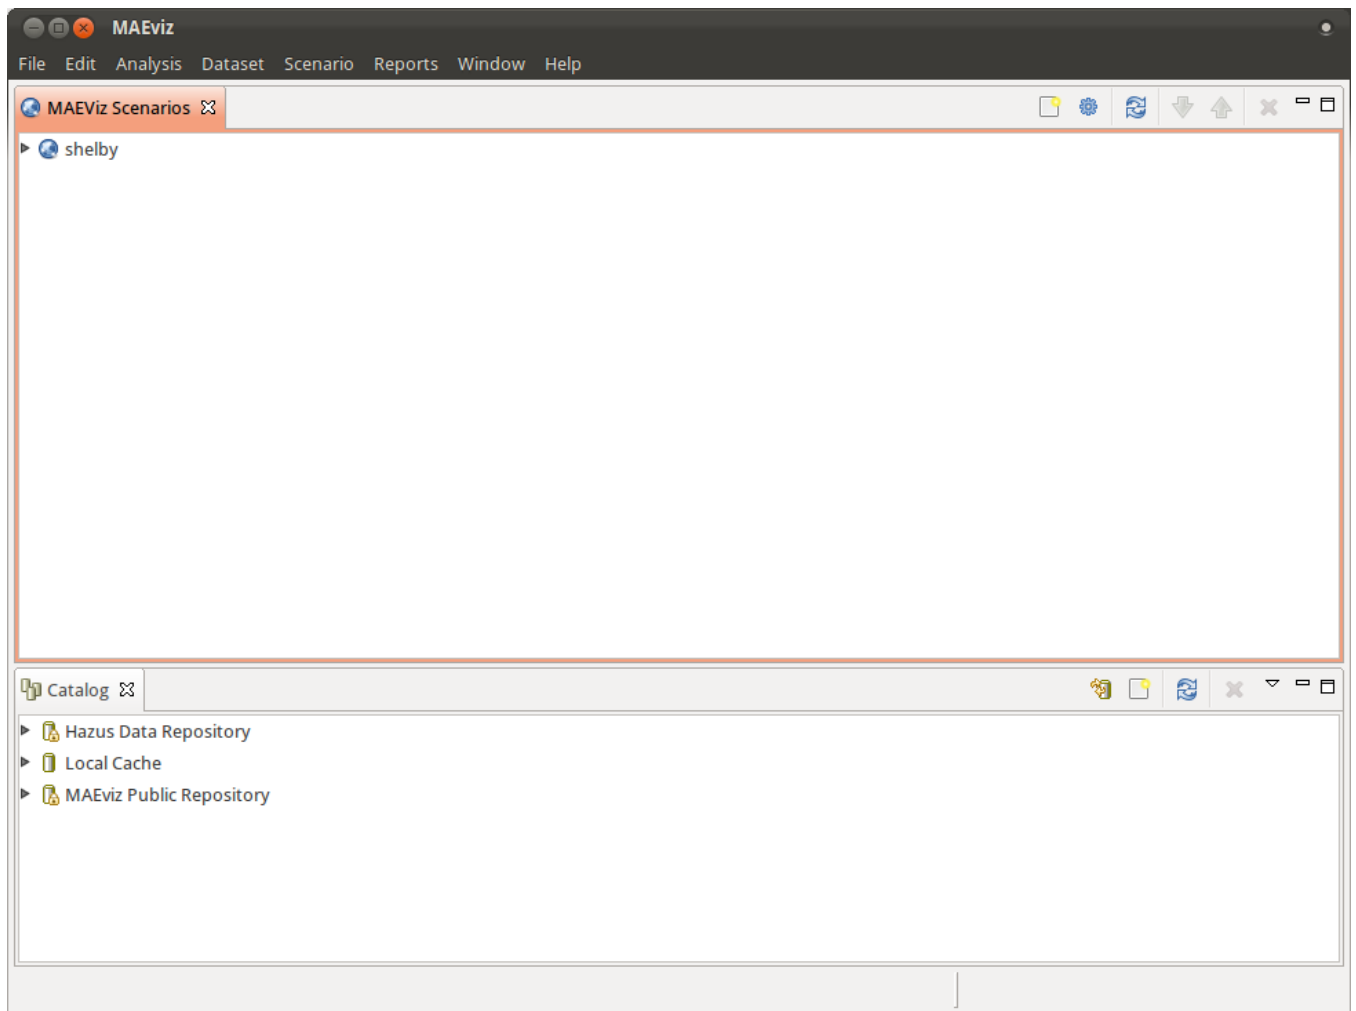 MAEviz
File Edit Analysis Dataset Scenario Reports Window Help
MAEViz Scenarios
shelby
Catalog
Hazus Data Repository
Local Cache
MAEviz Public Repository